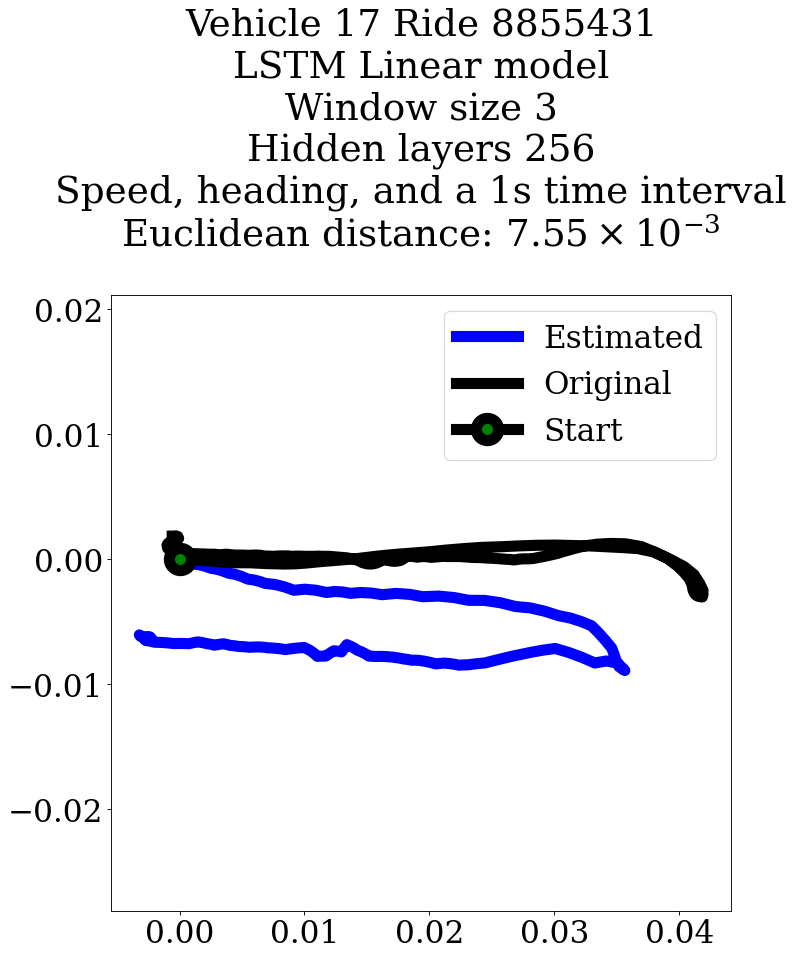 Vehicle 17 Ride 8855431
LSTM Linear model
Window size 3
Hidden layers 256
Speed, heading, and a 1s time interval
Euclidean distance: 7.55 × 10⁻³
Estimated
Original
Start
0.02
0.01
0.00
−0.01
−0.02
0.00 0.01 0.02 0.03 0.04